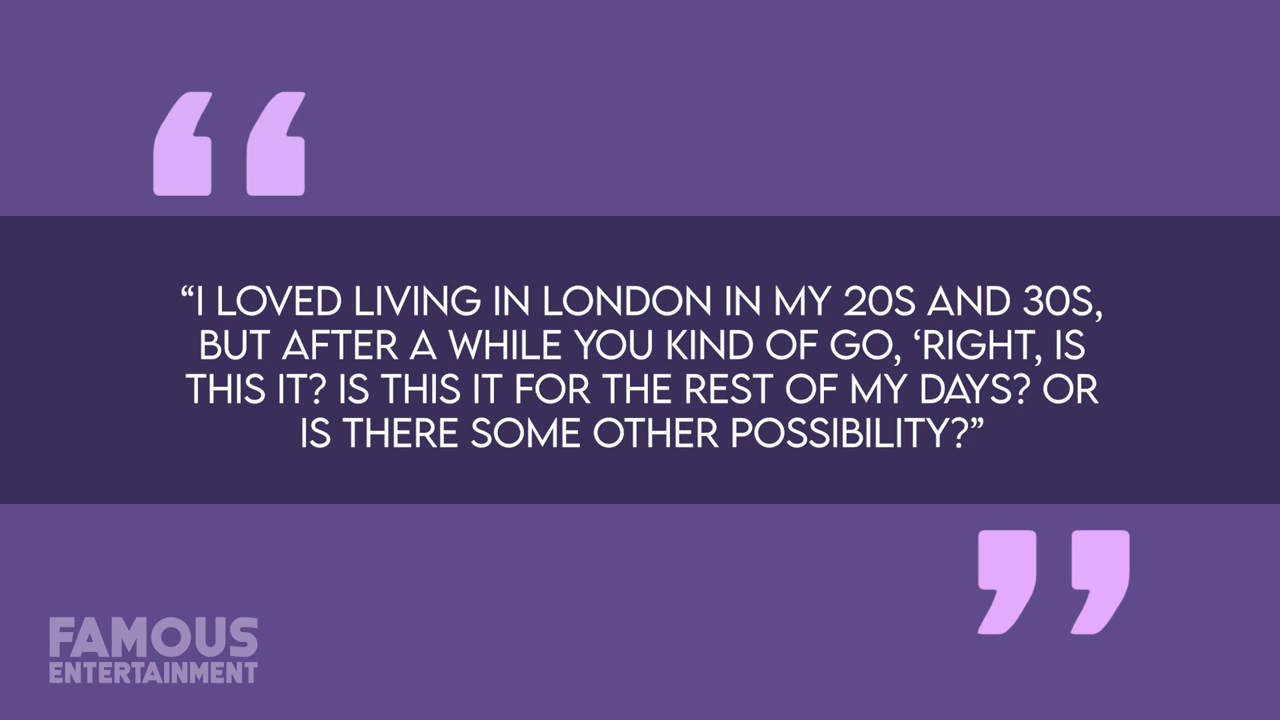 “I LOVED LIVING IN LONDON IN MY 20S AND 30S,
BUT AFTER A WHILE YOU KIND OF GO, ‘RIGHT, IS
THIS IT? IS THIS IT FOR THE REST OF MY DAYS? OR
IS THERE SOME OTHER POSSIBILITY?”
FAMOUS
ENTERTAINMENT